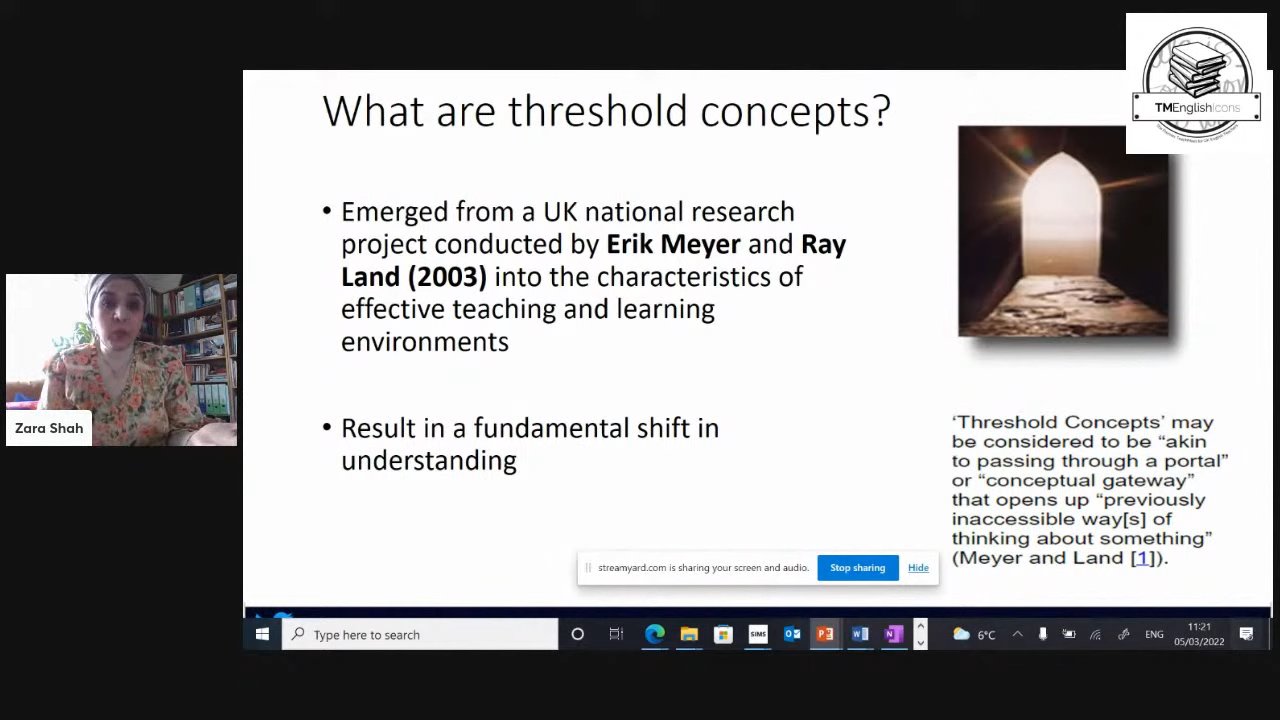 What are threshold concepts?
TMEnglishIcons
• Emerged from a UK national research
project conducted by Erik Meyer and Ray
Land (2003) into the characteristics of
effective teaching and learning
environments
• Result in a fundamental shift in
understanding
‘Threshold Concepts’ may
be considered to be “akin
to passing through a portal”
or “conceptual gateway”
that opens up “previously
inaccessible way[s] of
thinking about something”
(Meyer and Land [1]).
Zara Shah
streamyard.com is sharing your screen and audio.
Stop sharing
Hide
Type here to search
SIMS
6°C
ENG
11:21
05/03/2022